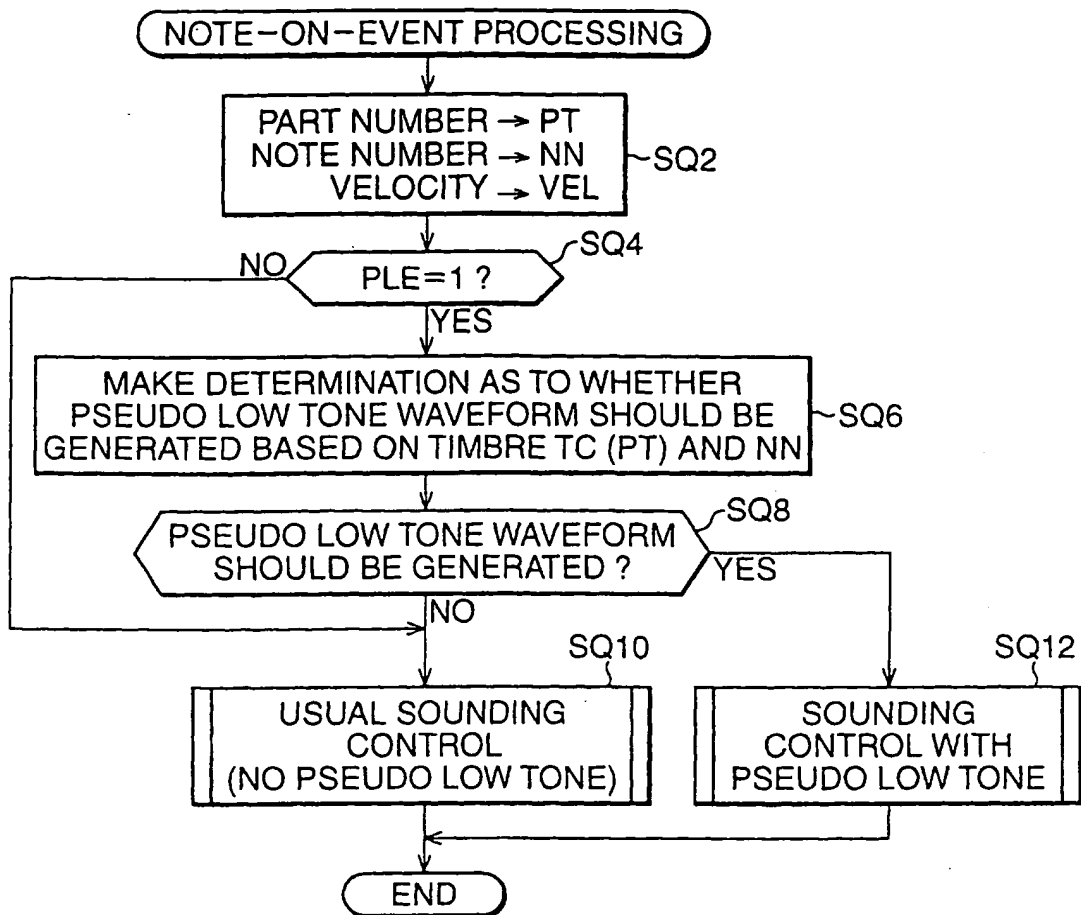 NOTE-ON-EVENT PROCESSING
PART NUMBER → PT
NOTE NUMBER → NN
VELOCITY → VEL
SQ2
SQ4
NO
PLE=1 ?
YES
MAKE DETERMINATION AS TO WHETHER
PSEUDO LOW TONE WAVEFORM SHOULD BE
GENERATED BASED ON TIMBRE TC (PT) AND NN
SQ6
SQ8
PSEUDO LOW TONE WAVEFORM
SHOULD BE GENERATED ?
YES
NO
SQ10
USUAL SOUNDING
CONTROL
(NO PSEUDO LOW TONE)
SQ12
SOUNDING
CONTROL WITH
PSEUDO LOW TONE
END